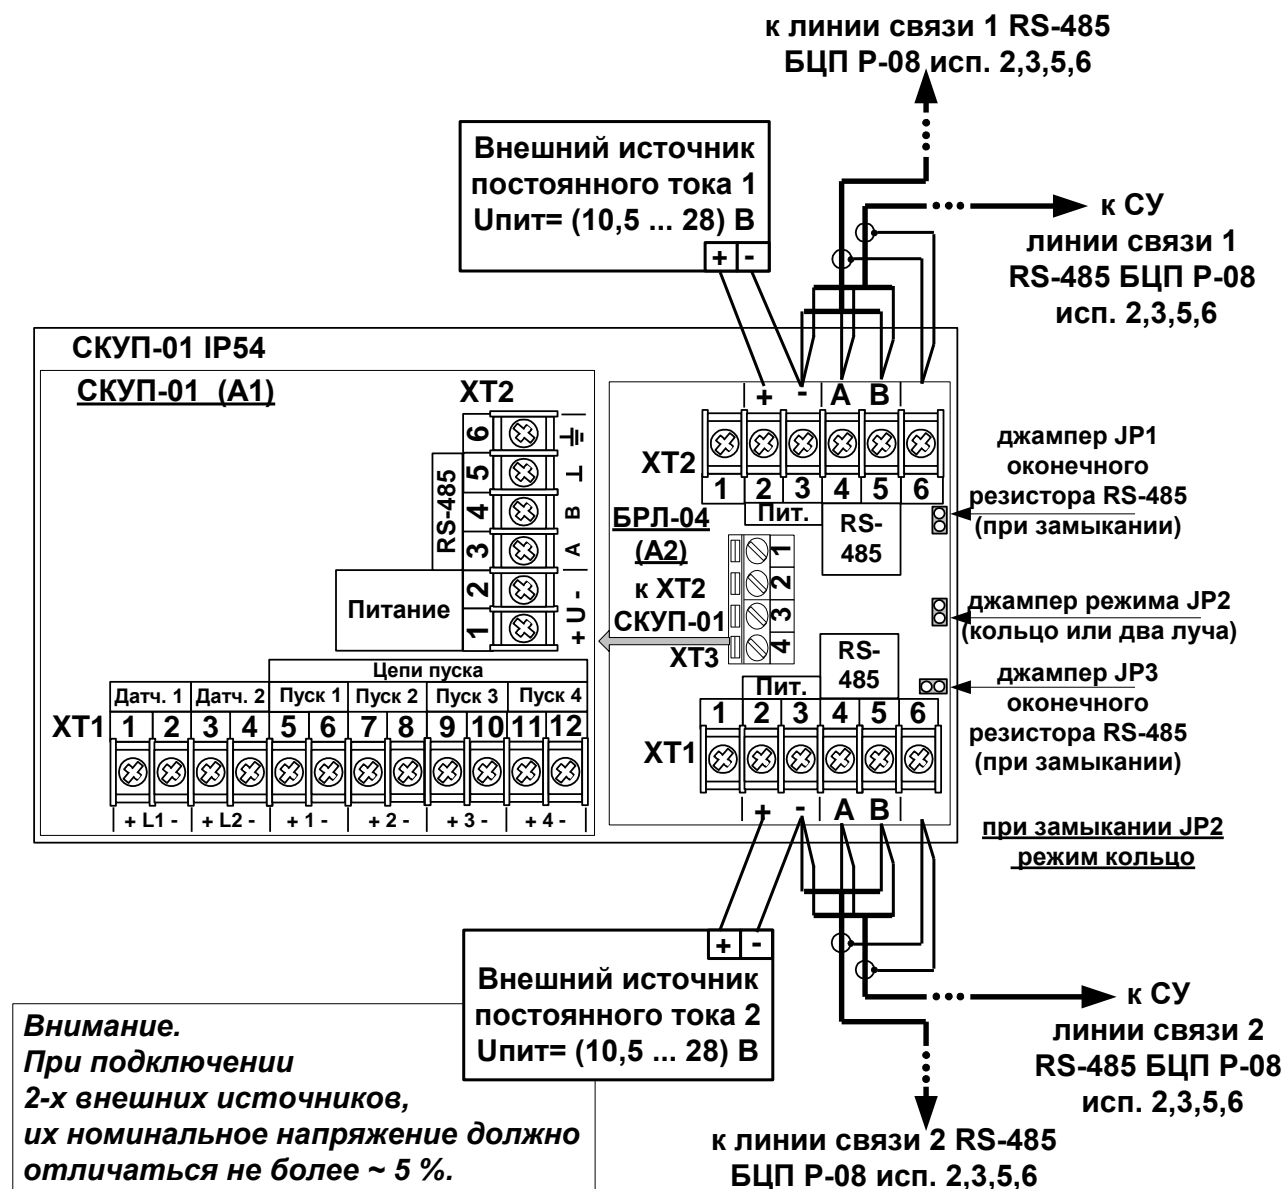 к линии связи 1 RS-485
БЦП Р-08 исп. 2,3,5,6
Внешний источник
постоянного тока 1
Uпит= (10,5 ... 28) В
+ -
к СУ
линии связи 1
RS-485 БЦП Р-08
исп. 2,3,5,6
СКУП-01 IP54
СКУП-01 (А1)
XT2
6
5
4
3
2
1
RS-485
В
А
+ U -
Питание
Цепи пуска
Датч. 1 Датч. 2 Пуск 1 Пуск 2 Пуск 3 Пуск 4
XT1 1 2 3 4 5 6 7 8 9 10 11 12
+ L1 - + L2 - + 1 - + 2 - + 3 - + 4 -
+ - А В
XT2
1 2 3 4 5 6
Пит.
RS-
485
БРЛ-04
(А2)
к XT2
СКУП-01
XT3
1
2
3
4
RS-
485
Пит.
1 2 3 4 5 6
XT1
+ - А В
джампер JP1
оконечного
резистора RS-485
(при замыкании)
джампер режима JP2
(кольцо или два луча)
джампер JP3
оконечного
резистора RS-485
(при замыкании)
при замыкании JP2
режим кольцо
+ -
Внешний источник
постоянного тока 2
Uпит= (10,5 ... 28) В
к СУ
линии связи 2
RS-485 БЦП Р-08
исп. 2,3,5,6
к линии связи 2 RS-485
БЦП Р-08 исп. 2,3,5,6
Внимание.
При подключении
2-х внешних источников,
их номинальное напряжение должно
отличаться не более ~ 5 %.